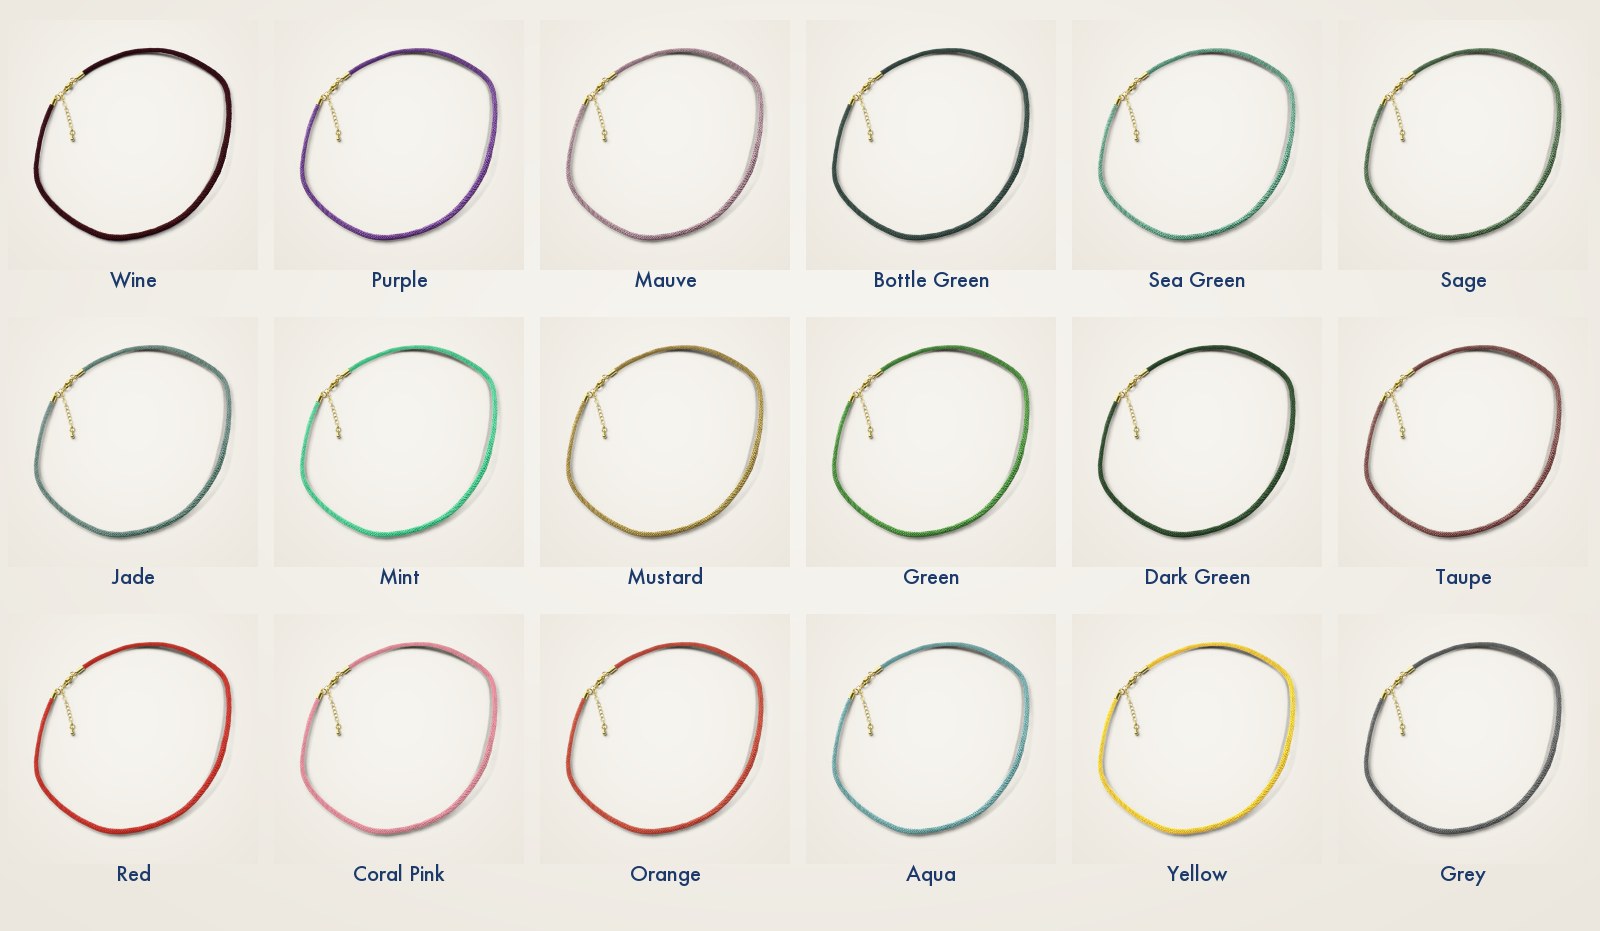 Wine
Purple
Mauve
Bottle Green
Sea Green
Sage
Jade
Mint
Mustard
Green
Dark Green
Taupe
Red
Coral Pink
Orange
Aqua
Yellow
Grey